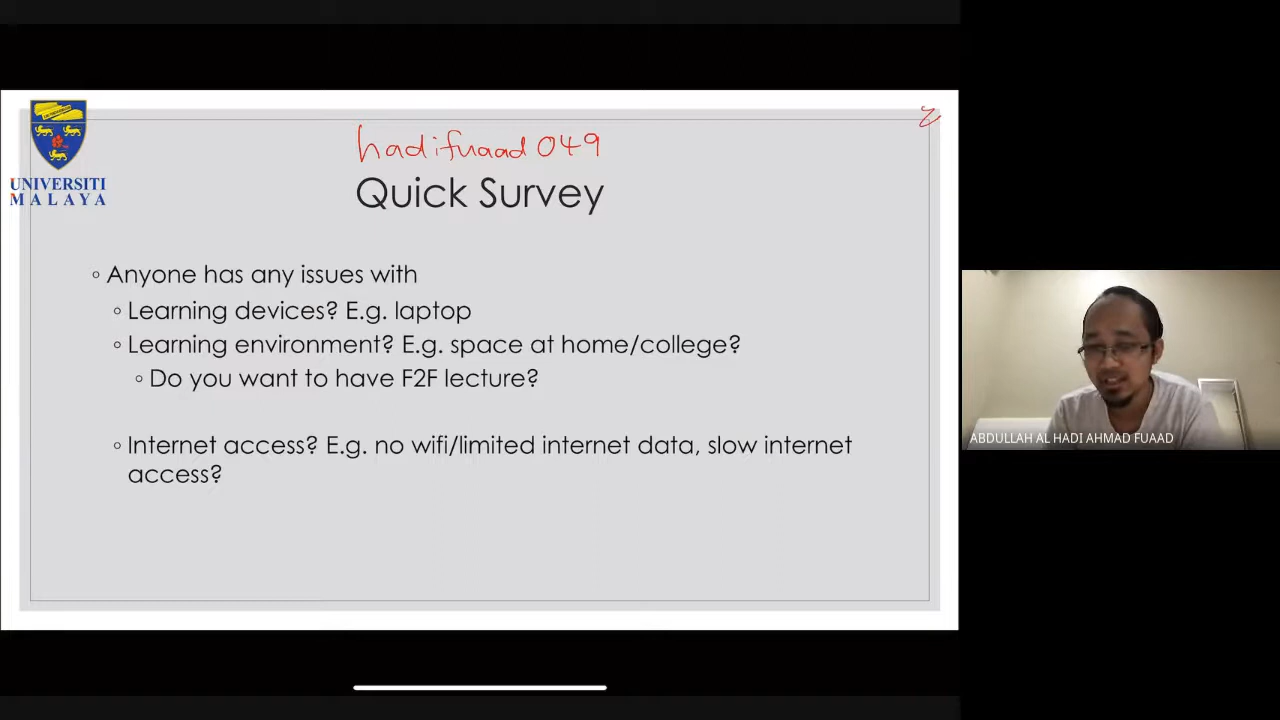 hadifuaad049
UNIVERSITI
MALAYA
Quick Survey
◦ Anyone has any issues with
◦ Learning devices? E.g. laptop
◦ Learning environment? E.g. space at home/college?
◦ Do you want to have F2F lecture?
◦ Internet access? E.g. no wifi/limited internet data, slow internet
access?
ABDULLAH AL HADI AHMAD FUAAD